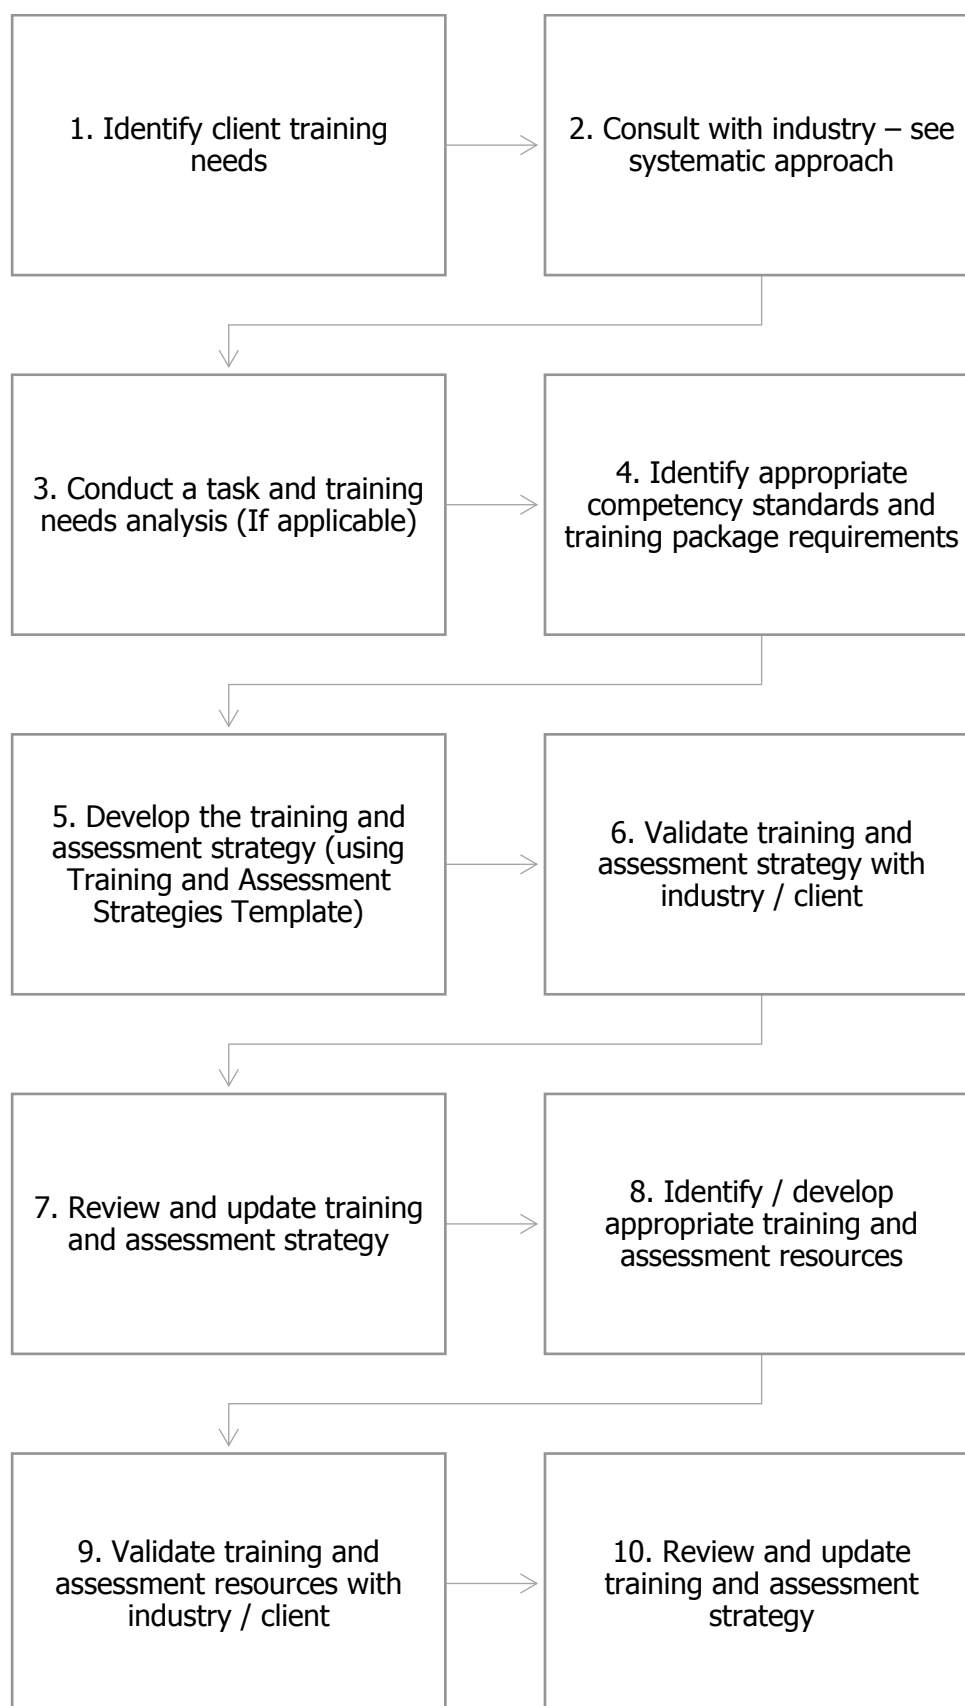 1. Identify client training
needs
2. Consult with industry – see
systematic approach
3. Conduct a task and training
needs analysis (If applicable)
4. Identify appropriate
competency standards and
training package requirements
5. Develop the training and
assessment strategy (using
Training and Assessment
Strategies Template)
6. Validate training and
assessment strategy with
industry / client
7. Review and update training
and assessment strategy
8. Identify / develop
appropriate training and
assessment resources
9. Validate training and
assessment resources with
industry / client
10. Review and update
training and assessment
strategy